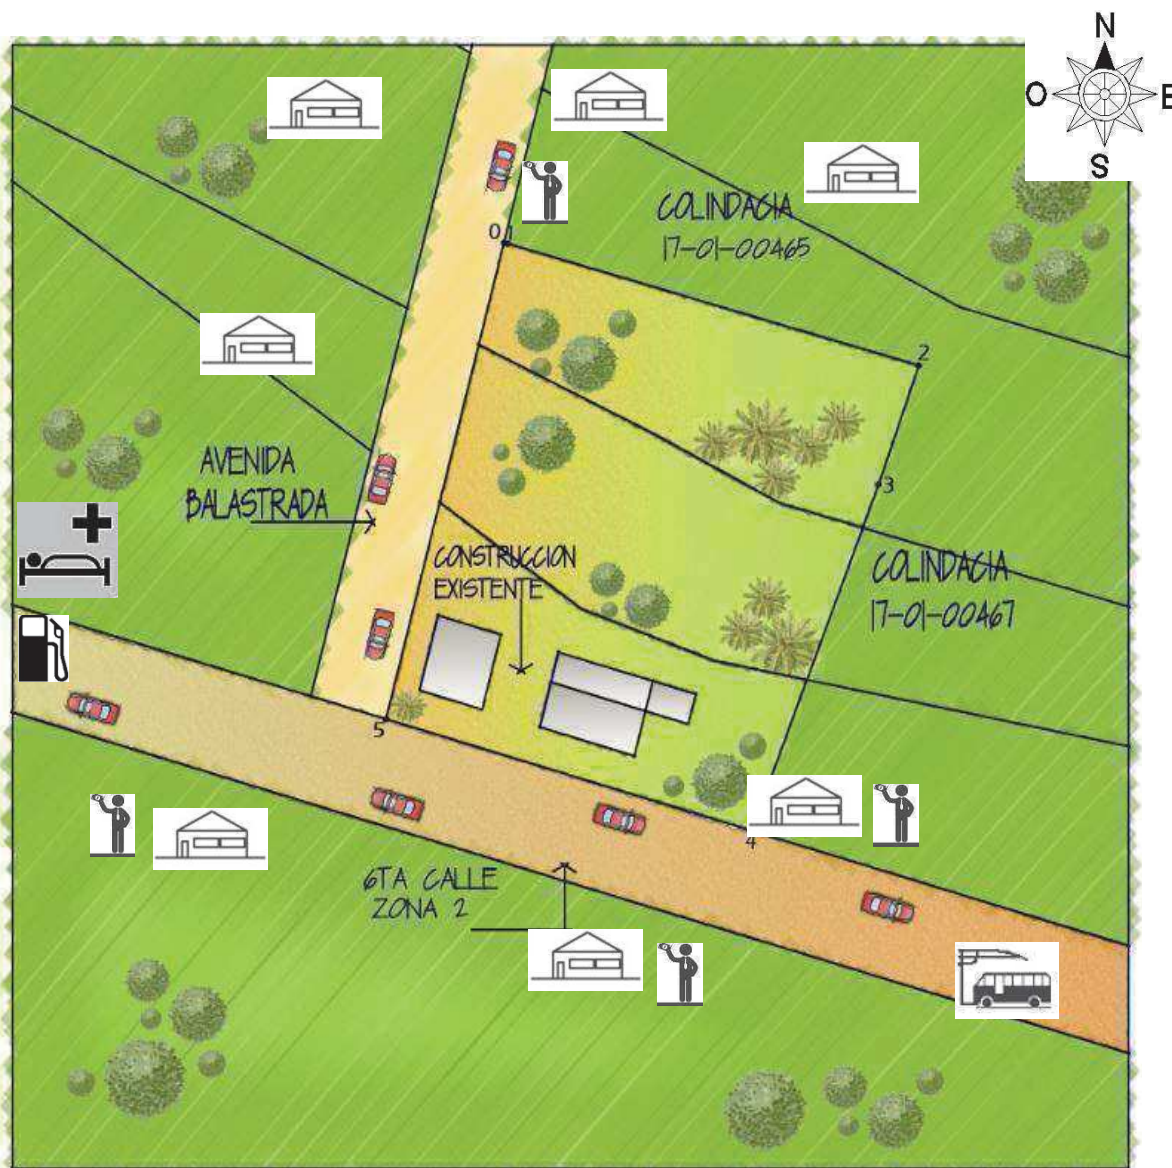 N
O
E
S
COLINDACIA
17-01-00465
0,1
2
AVENIDA
BALASTRADA
3
CONSTRUCCION
EXISTENTE
COLINDACIA
17-01-00467
5
4
6TA CALLE
ZONA 2